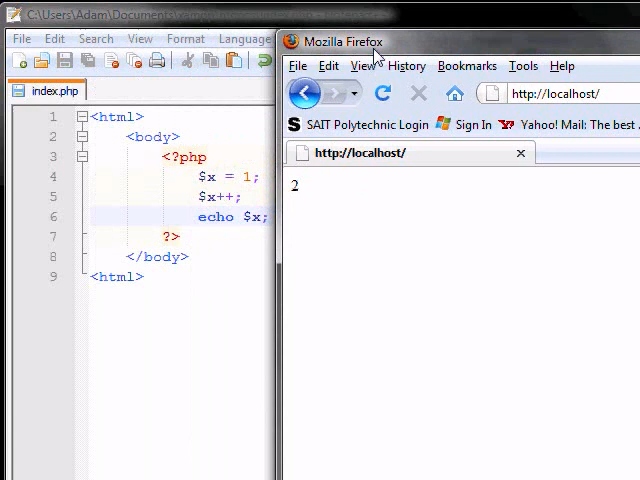 C:\Users\Adam\Documents\
File Edit Search View Format Language
index.php
1 <html>
2 <body>
3 <?php
4 $x = 1;
5 $x++;
6 echo $x;
7 ?>
8 </body>
9 <html>
Mozilla Firefox
File Edit View History Bookmarks Tools Help
http://localhost/
SAIT Polytechnic Login Sign In Yahoo! Mail: The best
http://localhost/
2